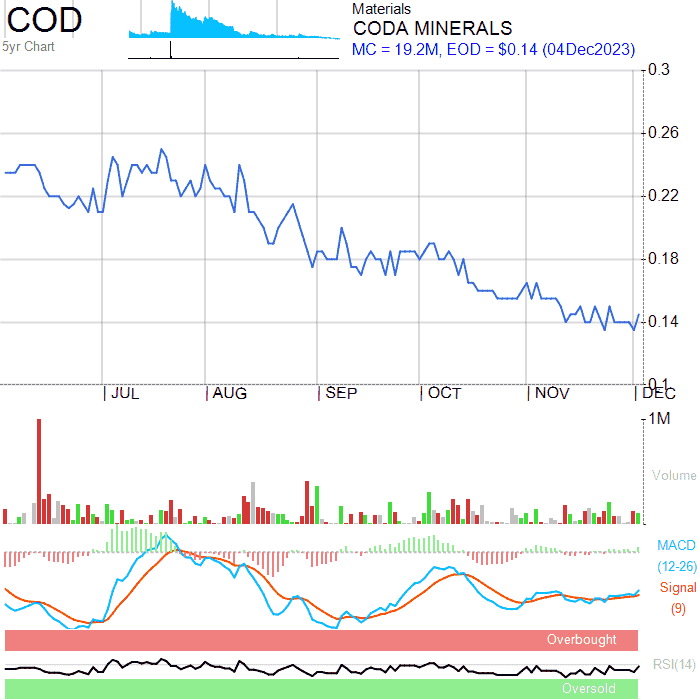 COD
5yr Chart
Materials
CODA MINERALS
MC = 19.2M, EOD = $0.14 (04Dec2023)
0.3
0.26
0.22
0.18
0.14
0.1
JUL AUG SEP OCT NOV DEC
1M
Volume
MACD
(12-26)
Signal
(9)
Overbought
RSI(14)
Oversold